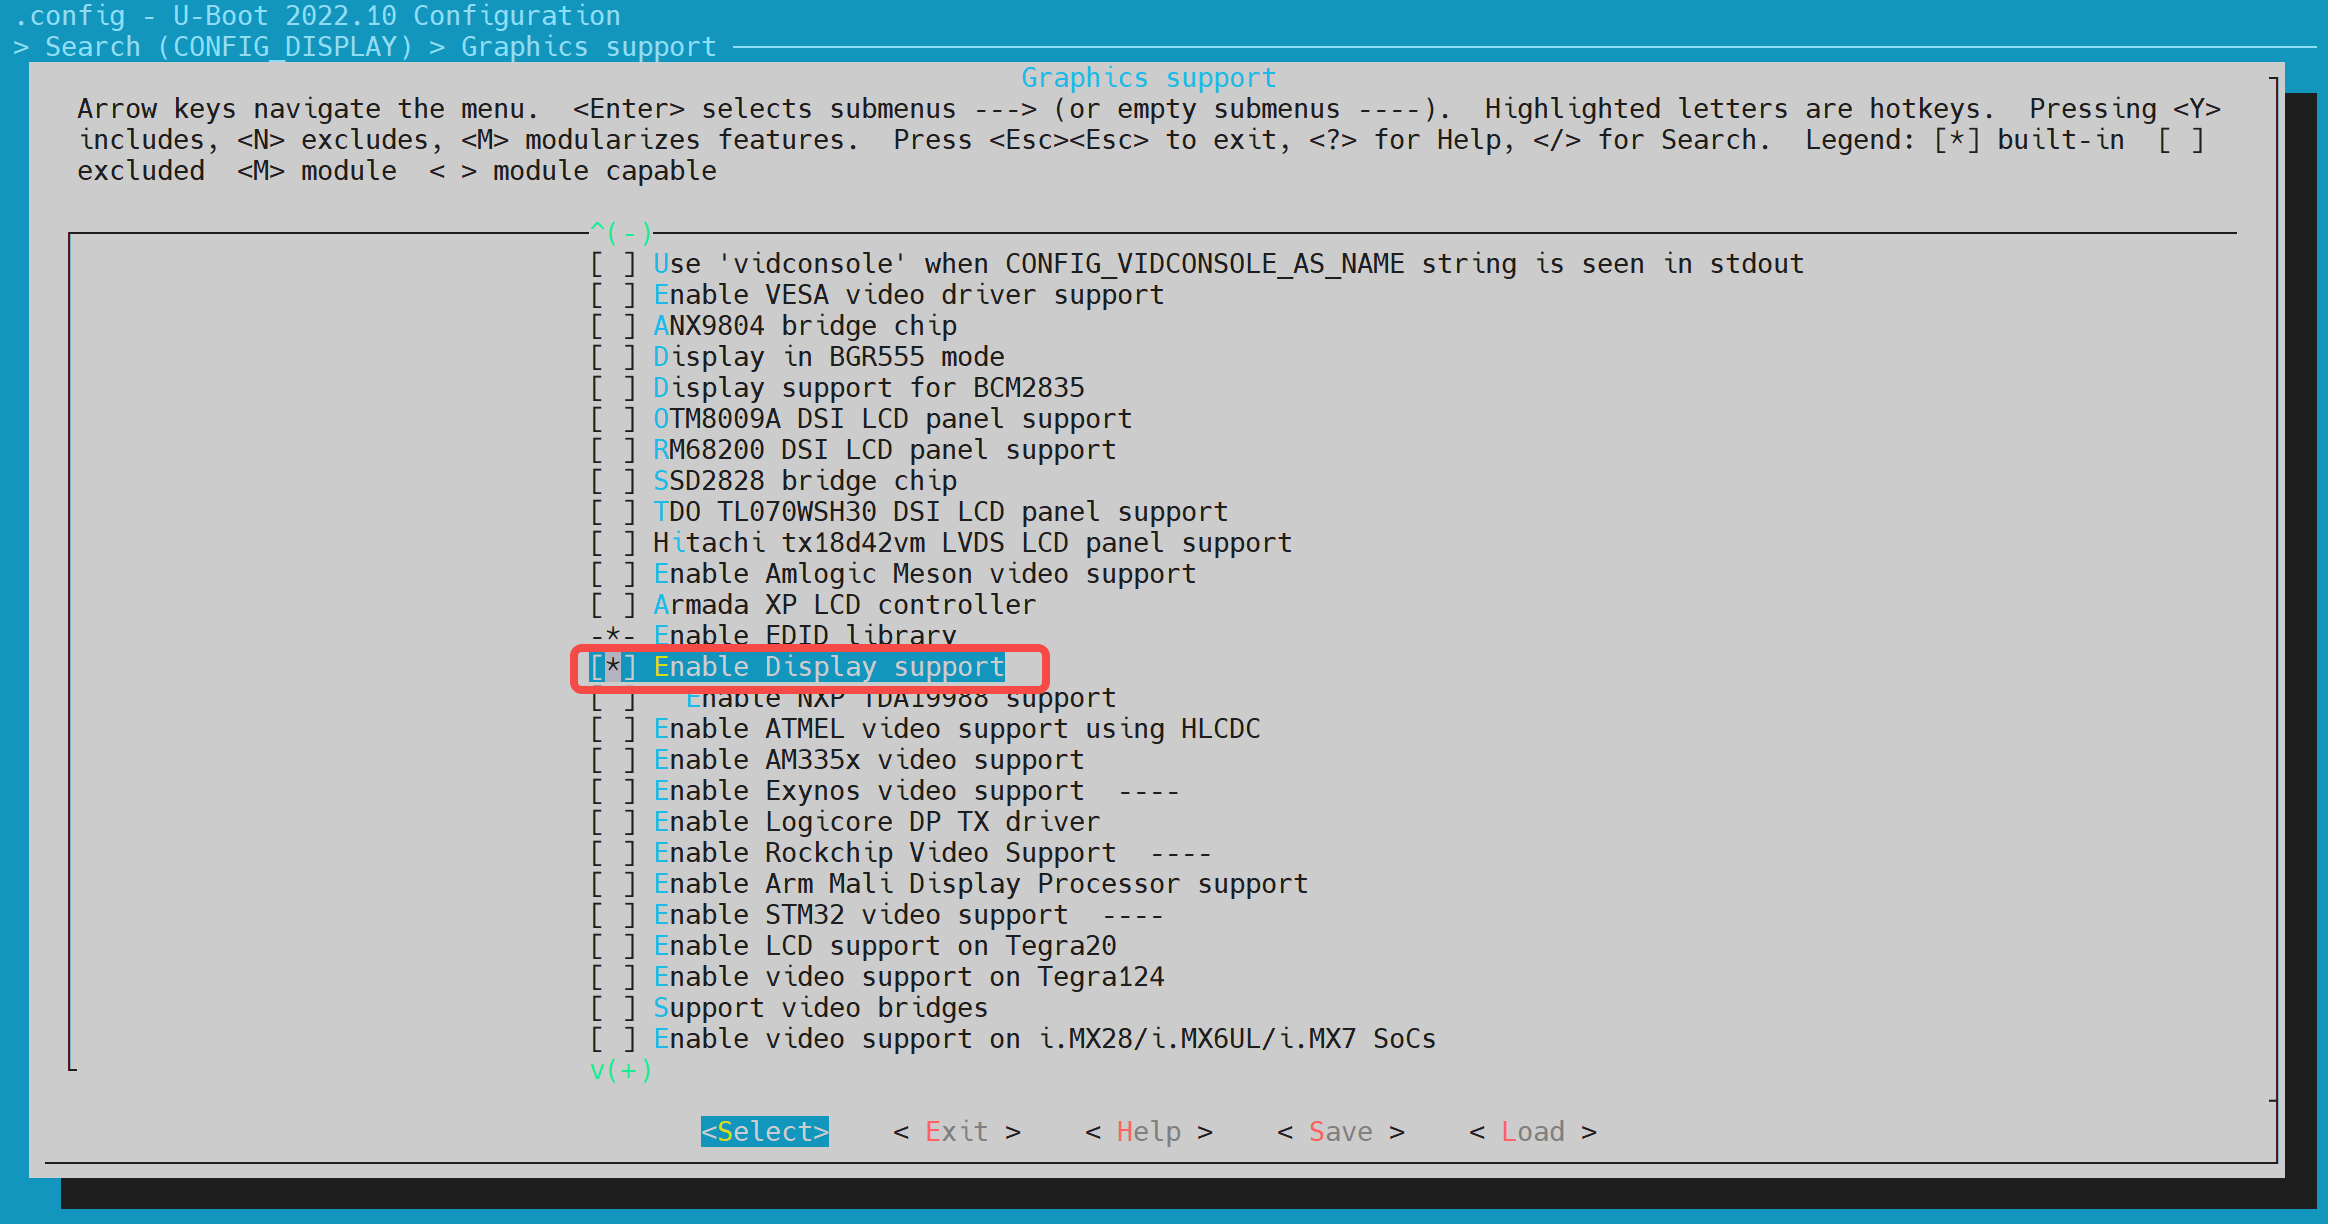 .config - U-Boot 2022.10 Configuration
> Search (CONFIG_DISPLAY) > Graphics support
Graphics support
Arrow keys navigate the menu.  <Enter> selects submenus ---> (or empty submenus ----).  Highlighted letters are hotkeys.  Pressing <Y>
includes, <N> excludes, <M> modularizes features.  Press <Esc><Esc> to exit, <?> for Help, </> for Search.  Legend: [*] built-in  [ ]
excluded  <M> module  < > module capable
^(-)
[ ] Use 'vidconsole' when CONFIG_VIDCONSOLE_AS_NAME string is seen in stdout
[ ] Enable VESA video driver support
[ ] ANX9804 bridge chip
[ ] Display in BGR555 mode
[ ] Display support for BCM2835
[ ] OTM8009A DSI LCD panel support
[ ] RM68200 DSI LCD panel support
[ ] SSD2828 bridge chip
[ ] TDO TL070WSH30 DSI LCD panel support
[ ] Hitachi tx18d42vm LVDS LCD panel support
[ ] Enable Amlogic Meson video support
[ ] Armada XP LCD controller
-*- Enable EDID library
[*] Enable Display support
[ ]   Enable NXP TDA19988 support
[ ] Enable ATMEL video support using HLCDC
[ ] Enable AM335x video support
[ ] Enable Exynos video support  ----
[ ] Enable Logicore DP TX driver
[ ] Enable Rockchip Video Support  ----
[ ] Enable Arm Mali Display Processor support
[ ] Enable STM32 video support  ----
[ ] Enable LCD support on Tegra20
[ ] Enable video support on Tegra124
[ ] Support video bridges
[ ] Enable video support on i.MX28/i.MX6UL/i.MX7 SoCs
v(+)
<Select>    < Exit >    < Help >    < Save >    < Load >